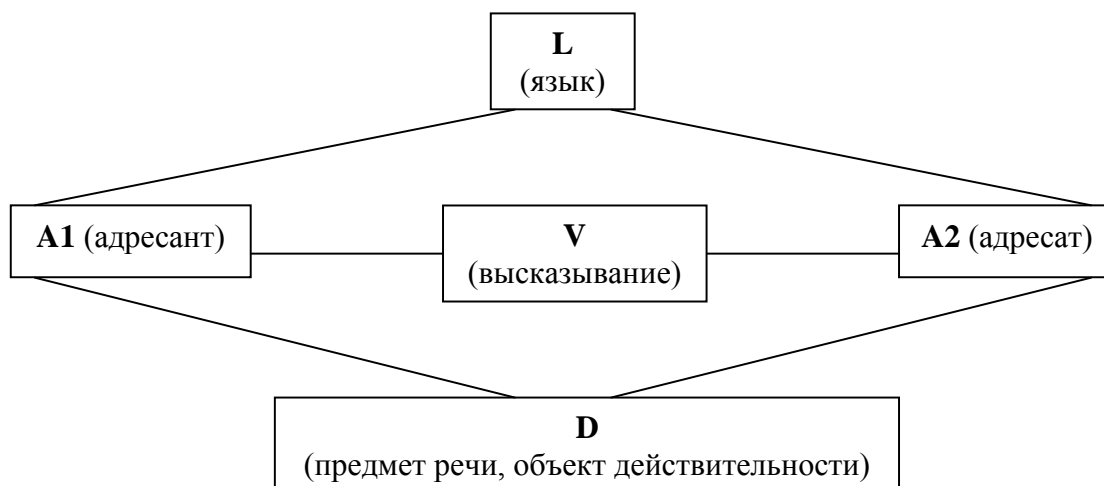 L
(язык)
A1 (адресант)
V
(высказывание)
A2 (адресат)
D
(предмет речи, объект действительности)